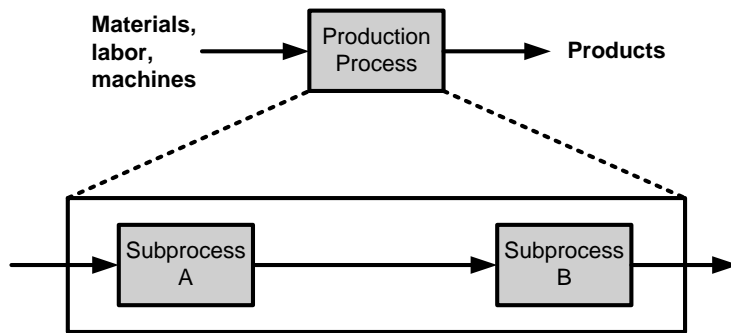 Materials,
labor,
machines
Production
Process
Products
Subprocess
A
Subprocess
B